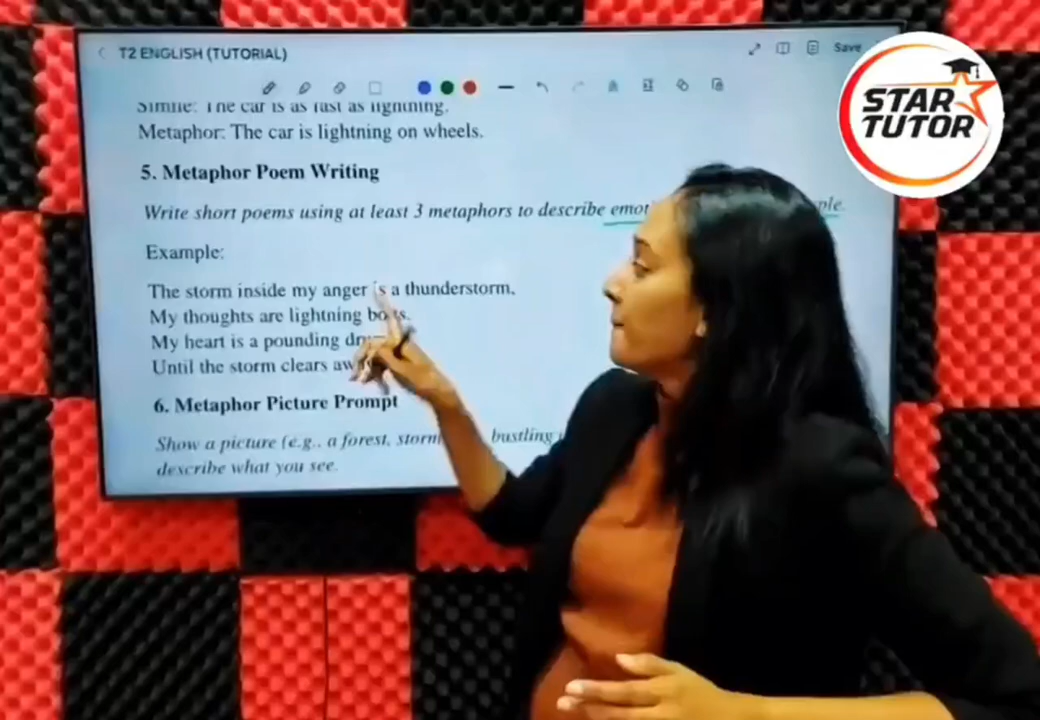 T2 ENGLISH (TUTORIAL)
Save
STAR
TUTOR
Simile: The car is as fast as lightning.
Metaphor: The car is lightning on wheels.
5. Metaphor Poem Writing
Write short poems using at least 3 metaphors to describe
Example:
The storm inside my anger is a thunderstorm,
My thoughts are lightning
My heart is a pounding
Until the storm clears
6. Metaphor Picture Prompt
Show a picture (e.g., a forest, bustling
describe what you see.